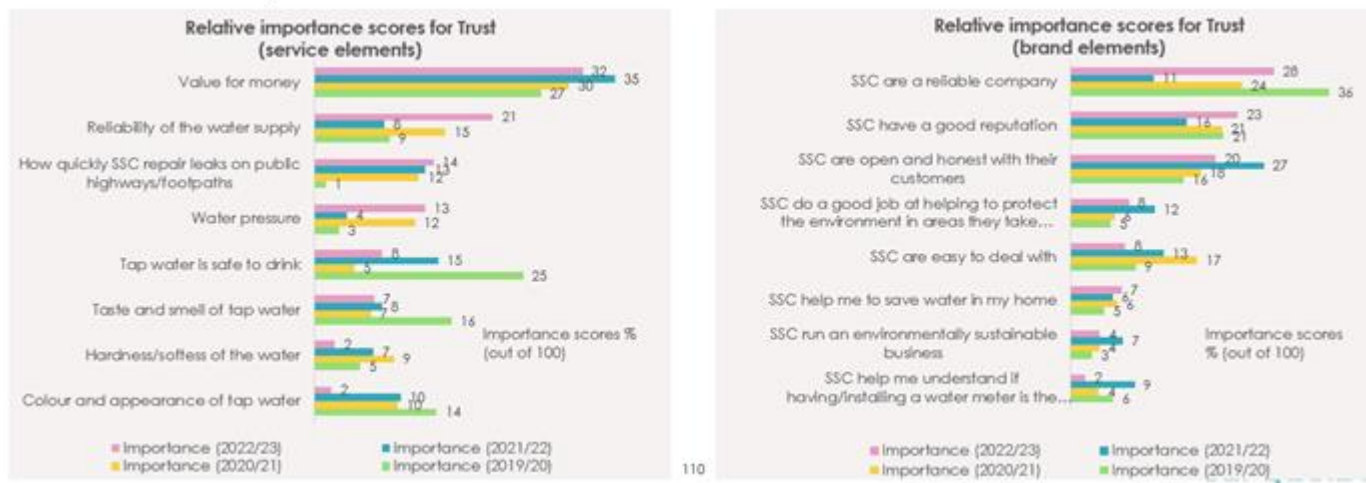 Relative importance scores for Trust
(service elements)
Value for money
32
35
30
27
Reliability of the water supply
21
8
15
9
How quickly SSC repair leaks on public
highways/footpaths
14
13
12
1
Water pressure
13
4
12
3
Tap water is safe to drink
8
15
5
25
Taste and smell of tap water
7
8
7
16
Hardness/softess of the water
2
7
9
5
Colour and appearance of tap water
2
10
10
14
Importance scores %
(out of 100)
Importance (2022/23)
Importance (2021/22)
Importance (2020/21)
Importance (2019/20)
110
Relative importance scores for Trust
(brand elements)
SSC are a reliable company
28
11
24
36
SSC have a good reputation
23
16
21
21
SSC are open and honest with their
customers
20
27
18
16
SSC do a good job at helping to protect
the environment in areas they take...
8
12
6
5
SSC are easy to deal with
8
13
17
9
SSC help me to save water in my home
7
6
6
5
SSC run an environmentally sustainable
business
4
7
4
3
SSC help me understand if
having/installing a water meter is the...
2
9
4
6
Importance scores
% (out of 100)
Importance (2022/23)
Importance (2021/22)
Importance (2020/21)
Importance (2019/20)